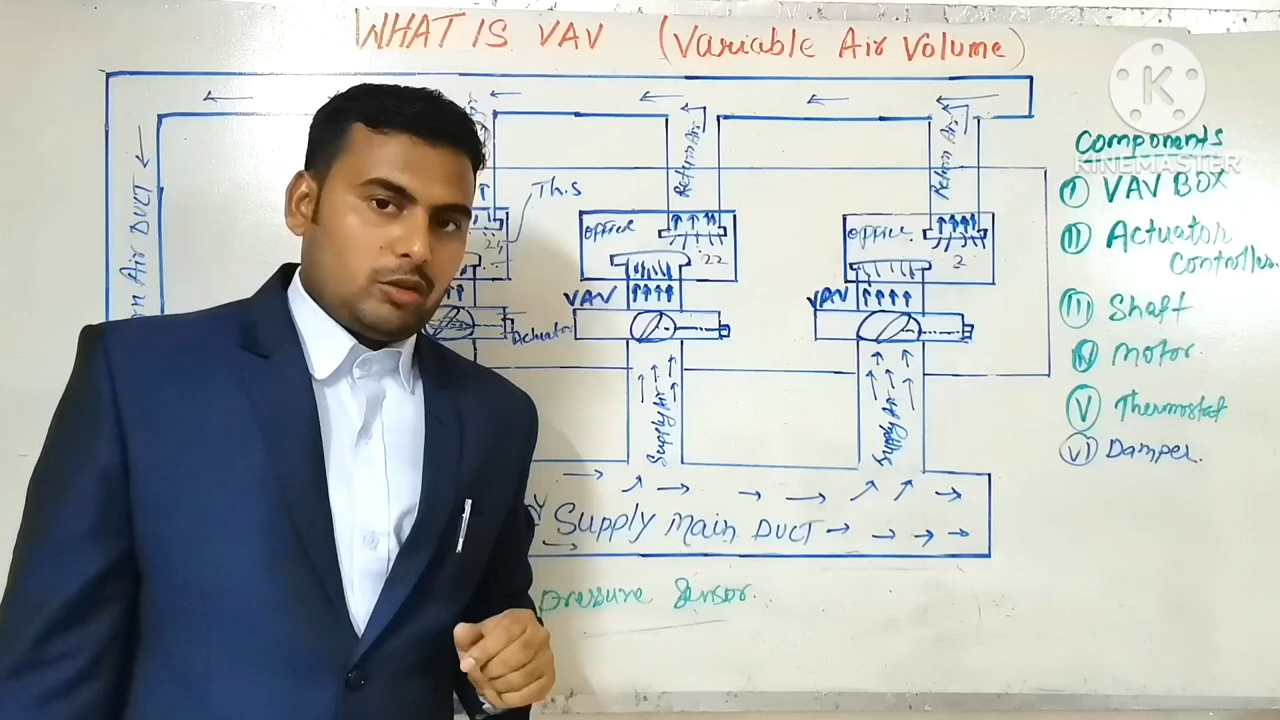 WHAT IS VAV (Variable Air Volume)
K
KINEMASTER
Components
I VAV BOX
II Actuator
Controller.
III Shaft
IV Motor.
V Thermostat
VI Damper.
Return Air
Return Air
Air DUCT
Th.S
24
OFFICE
22
OFFICE.
2
VAV
VAV
Actuator
Supply Air
Supply Air
Supply Main DUCT
Pressure Sensor.